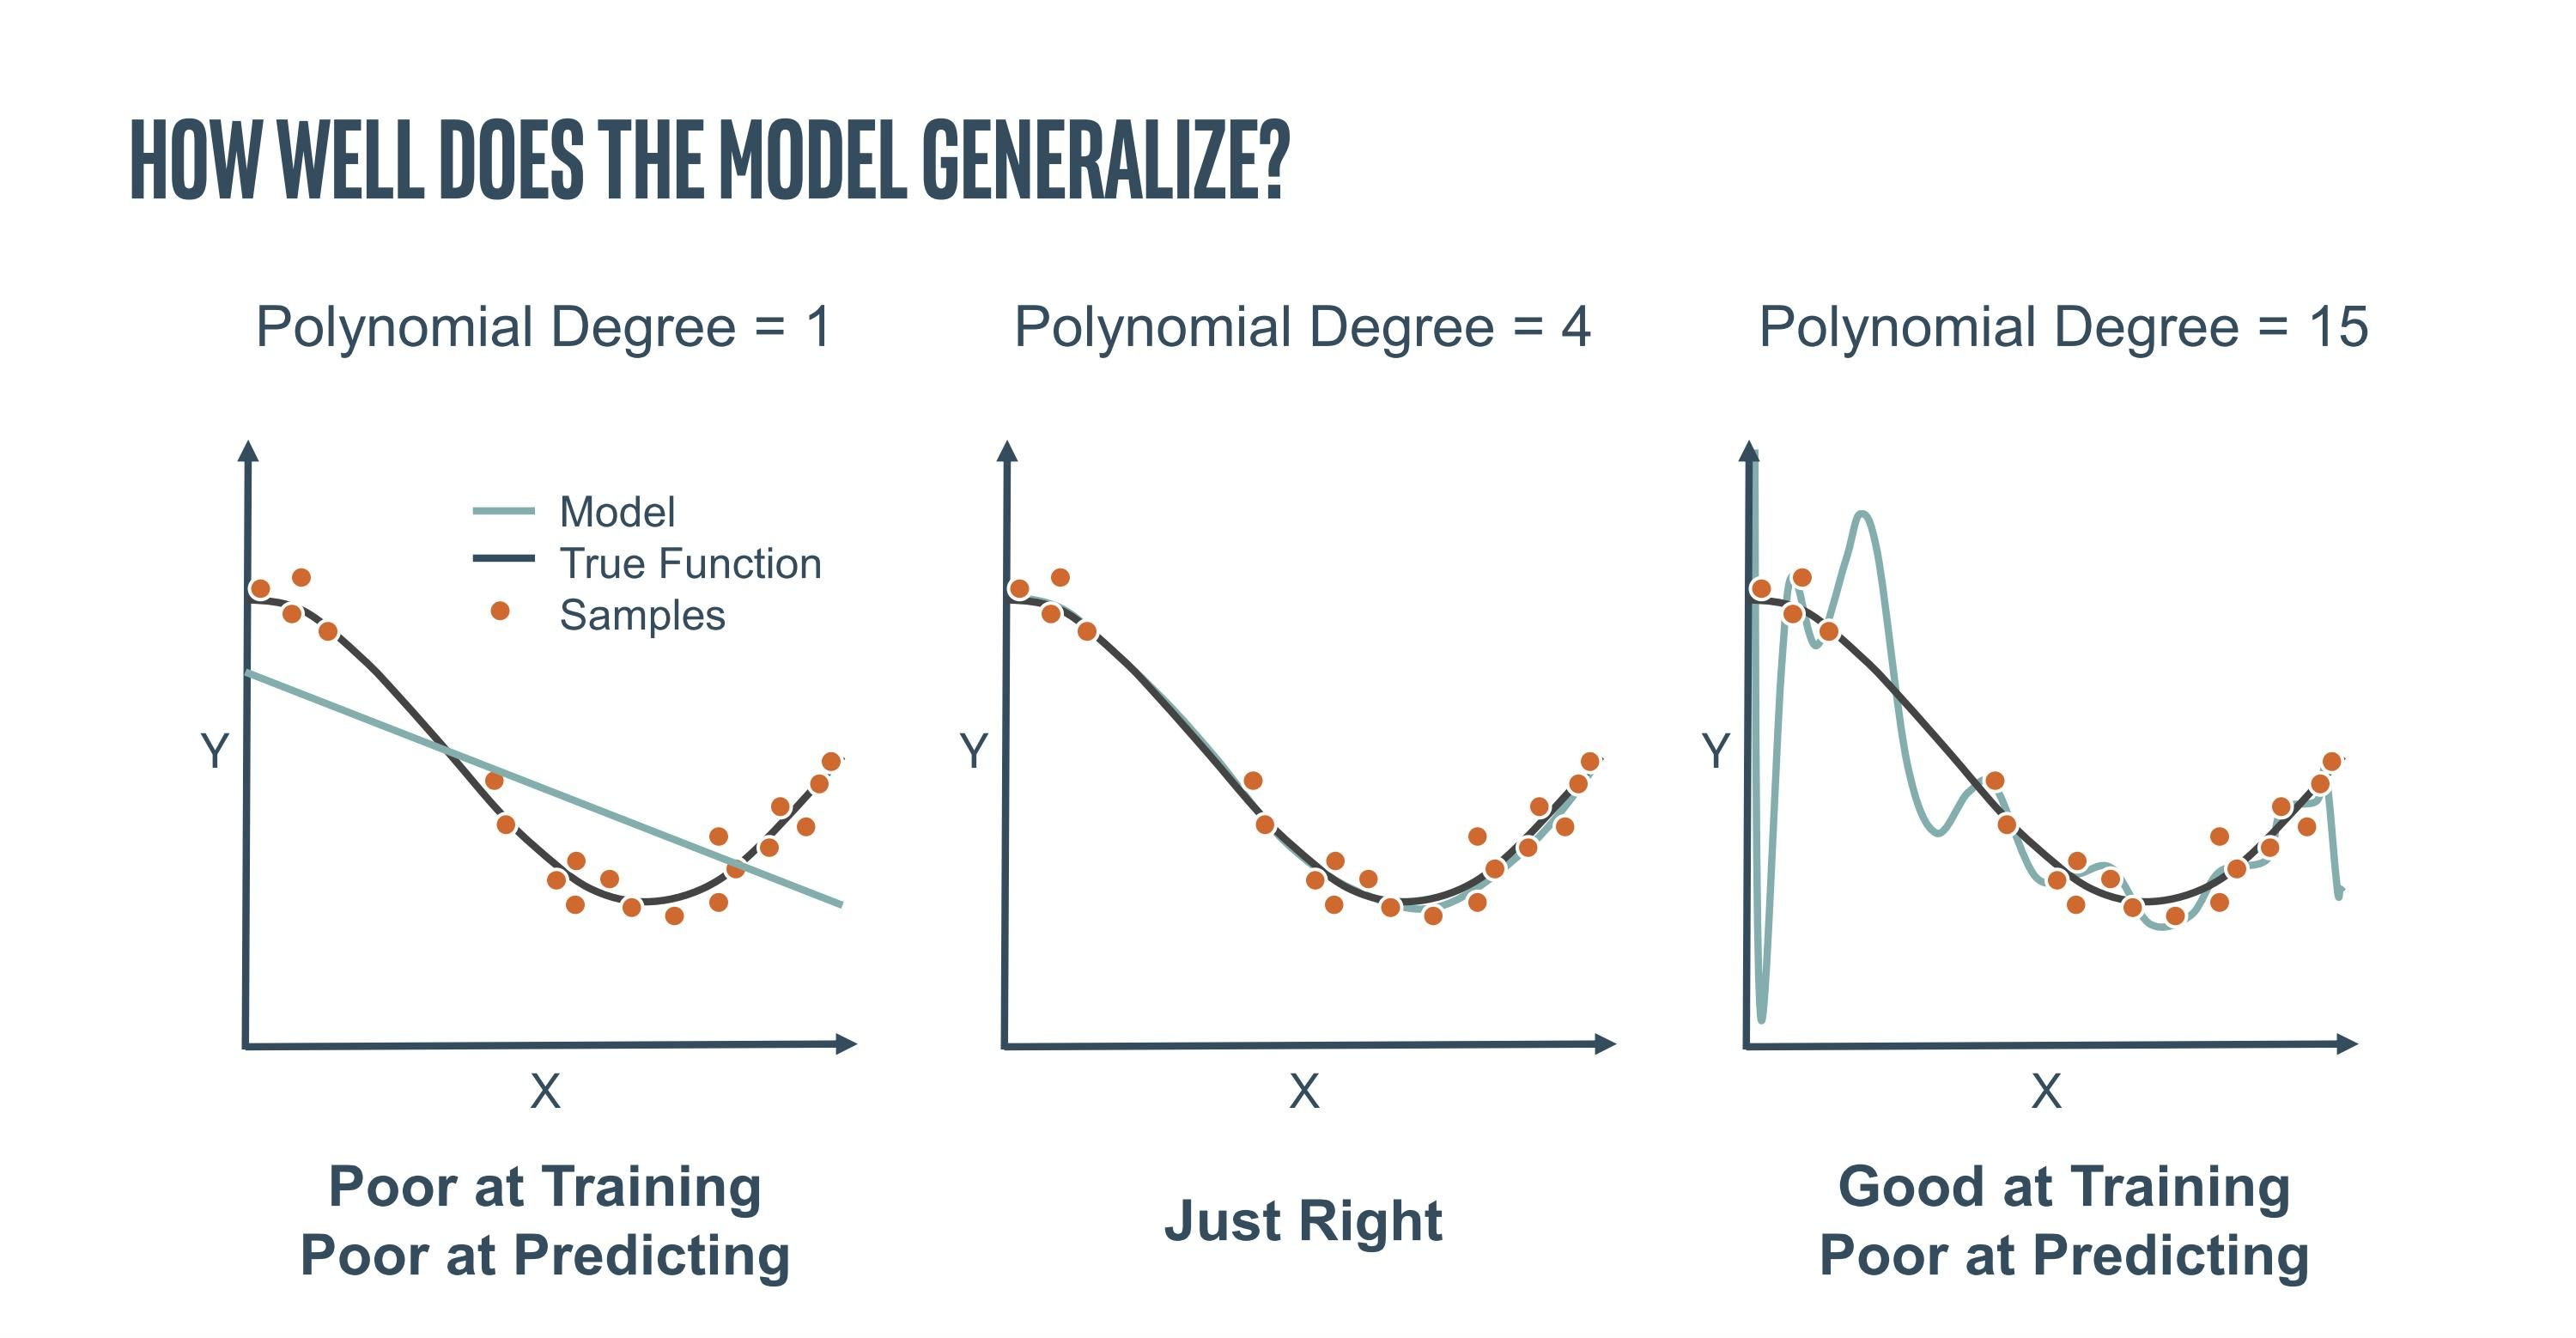 HOW WELL DOES THE MODEL GENERALIZE?
Polynomial Degree = 1
Polynomial Degree = 4
Polynomial Degree = 15
Model
True Function
Samples
Y
X
Y
X
Y
X
Poor at Training
Poor at Predicting
Just Right
Good at Training
Poor at Predicting